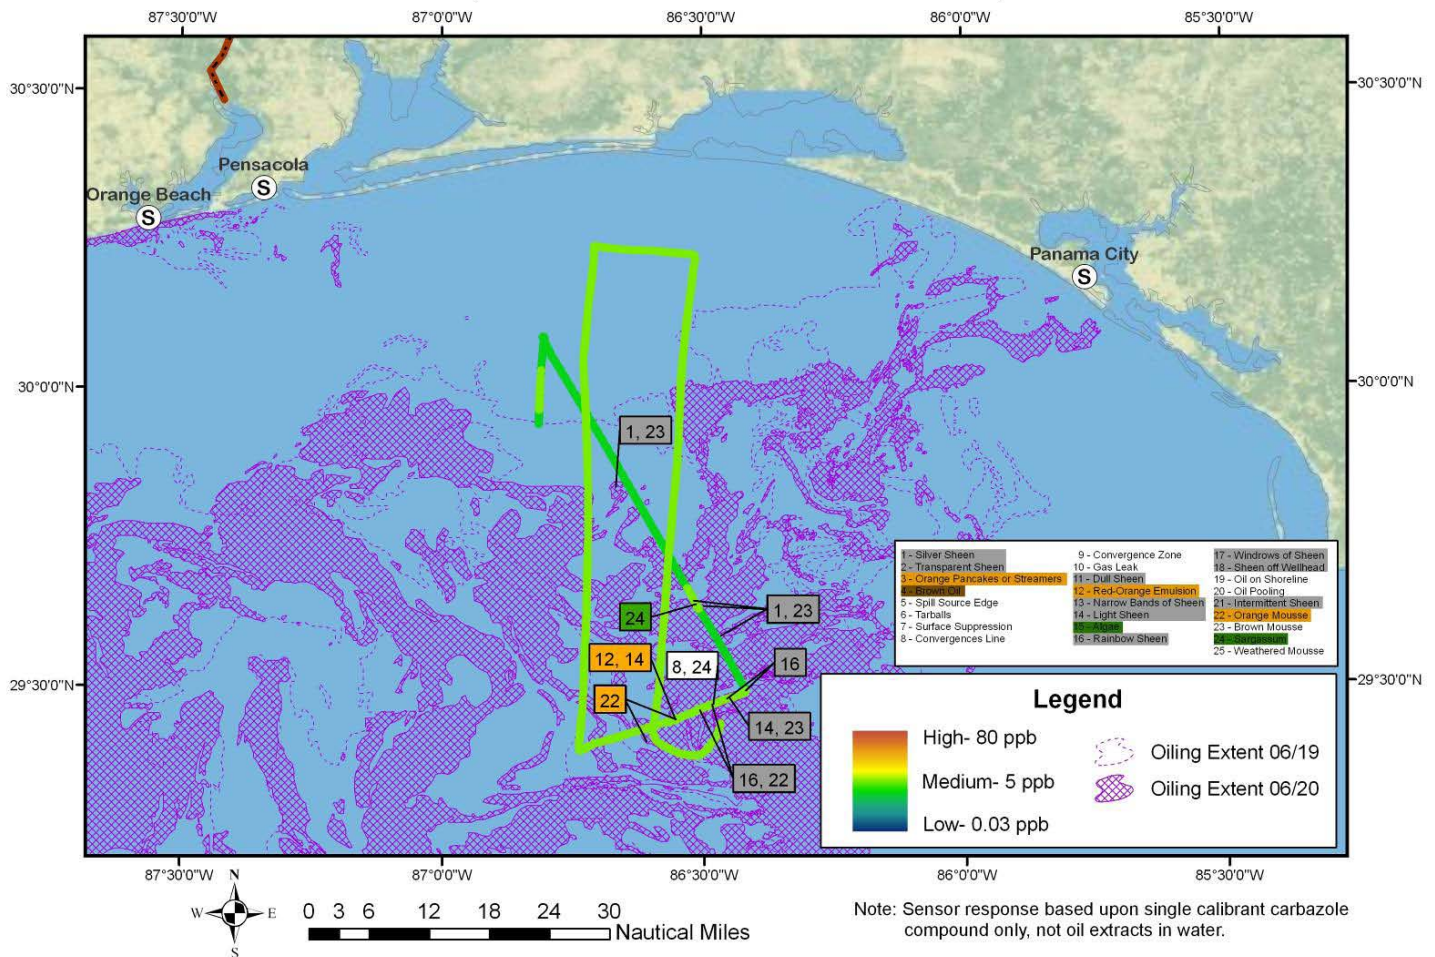 87°30'0"W 87°0'0"W 86°30'0"W 86°0'0"W 85°30'0"W
30°30'0"N 30°30'0"N
Pensacola
S
Orange Beach
S
Panama City
S
30°0'0"N 30°0'0"N
1, 23
1 - Silver Sheen
2 - Transparent Sheen
3 - Orange Pancakes or Streamers
4 - Brown Oil
5 - Spill Source Edge
6 - Tarballs
7 - Surface Suppression
8 - Convergences Line
9 - Convergence Zone
10 - Gas Leak
11 - Dull Sheen
12 - Red-Orange Emulsion
13 - Narrow Bands of Sheen
14 - Light Sheen
15 - Algae
16 - Rainbow Sheen
17 - Windrows of Sheen
18 - Sheen off Wellhead
19 - Oil on Shoreline
20 - Oil Pooling
21 - Intermittent Sheen
22 - Orange Mousse
23 - Brown Mousse
24 - Sargassum
25 - Weathered Mousse
24
1, 23
12, 14
8, 24
16
22
14, 23
16, 22
29°30'0"N 29°30'0"N
Legend
High- 80 ppb
Medium- 5 ppb
Low- 0.03 ppb
Oiling Extent 06/19
Oiling Extent 06/20
87°30'0"W 87°0'0"W 86°30'0"W 86°0'0"W 85°30'0"W
N
W E
S
0 3 6 12 18 24 30
Nautical Miles
Note: Sensor response based upon single calibrant carbazole
compound only, not oil extracts in water.